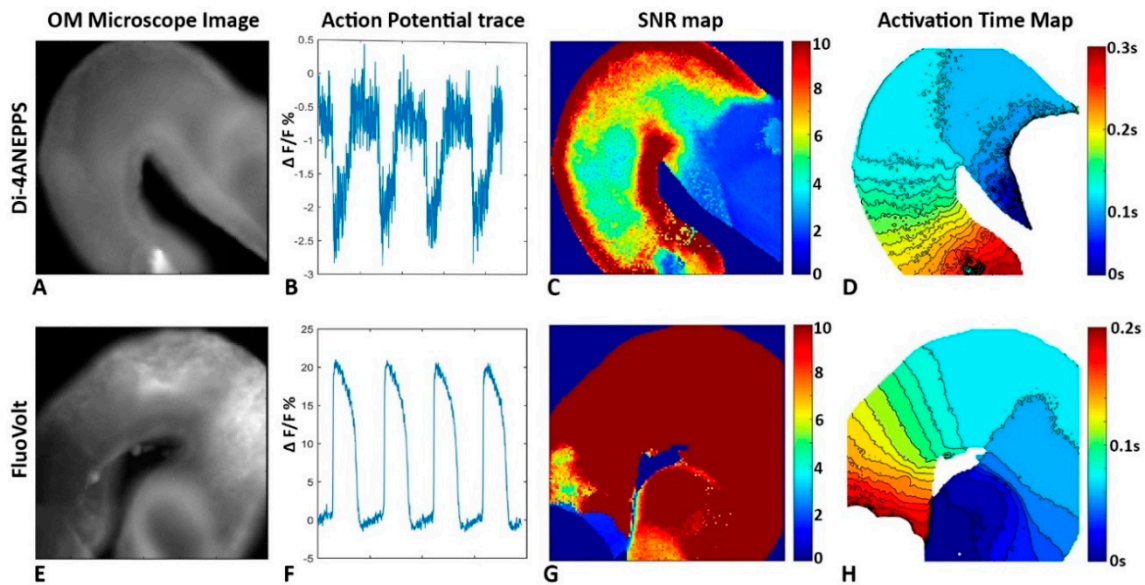 OM Microscope Image
Action Potential trace
SNR map
Activation Time Map
Di-4ANEPPS
Δ F/F %
0.5
0
-0.5
-1
-1.5
-2
-2.5
-3
10
8
6
4
2
0
0.3s
0.2s
0.1s
0s
A
B
C
D
FluoVolt
Δ F/F %
25
20
15
10
5
0
-5
10
8
6
4
2
0
0.2s
0.1s
0s
E
F
G
H